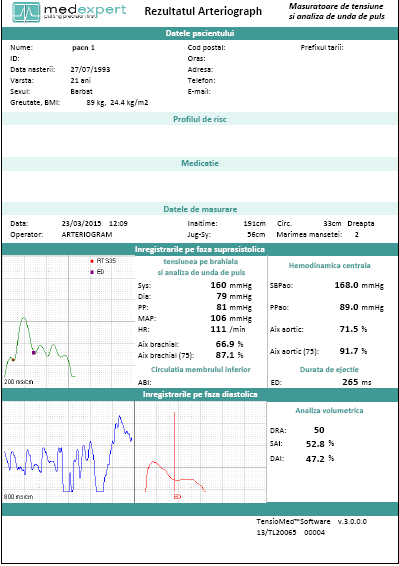 medexpert
putting precision first
Rezultatul Arteriograph
Masuratoare de tensiune
si analiza de unda de puls
Datele pacientului
Nume: pacn 1 Cod postal: Prefixul tarii:
ID: Oras:
Data nasterii: 27/07/1993 Adresa:
Varsta: 21 ani Telefon:
Sexul: Barbat E-mail:
Greutate, BMI: 89 kg, 24.4 kg/m2
Profilul de risc
Medicatie
Datele de masurare
Data: 23/03/2015 12:09 Inaltime: 191cm Circ. 33cm Dreapta
Operator: ARTERIOGRAM Jug-Sy: 56cm Marimea mansetei: 2
Inregistrarile pe faza suprasistolica
RT S35
ED
200 ms/cm
tensiunea pe brahiala
si analiza de unda de puls
Sys: 160 mmHg
Dia: 79 mmHg
PP: 81 mmHg
MAP: 106 mmHg
HR: 111 /min
Aix brachial: 66.9 %
Aix brachial (75): 87.1 %
Circulatia membrului inferior
ABI:
Hemodinamica centrala
SBPao: 168.0 mmHg
PPao: 89.0 mmHg
Aix aortic: 71.5 %
Aix aortic (75): 91.7 %
Durata de ejectie
ED: 265 ms
Inregistrarile pe faza diastolica
800 ms/cm
ED
Analiza volumetrica
DRA: 50
SAI: 52.8 %
DAI: 47.2 %
TensioMed™Software v.3.0.0.0
13/TL20065 00004